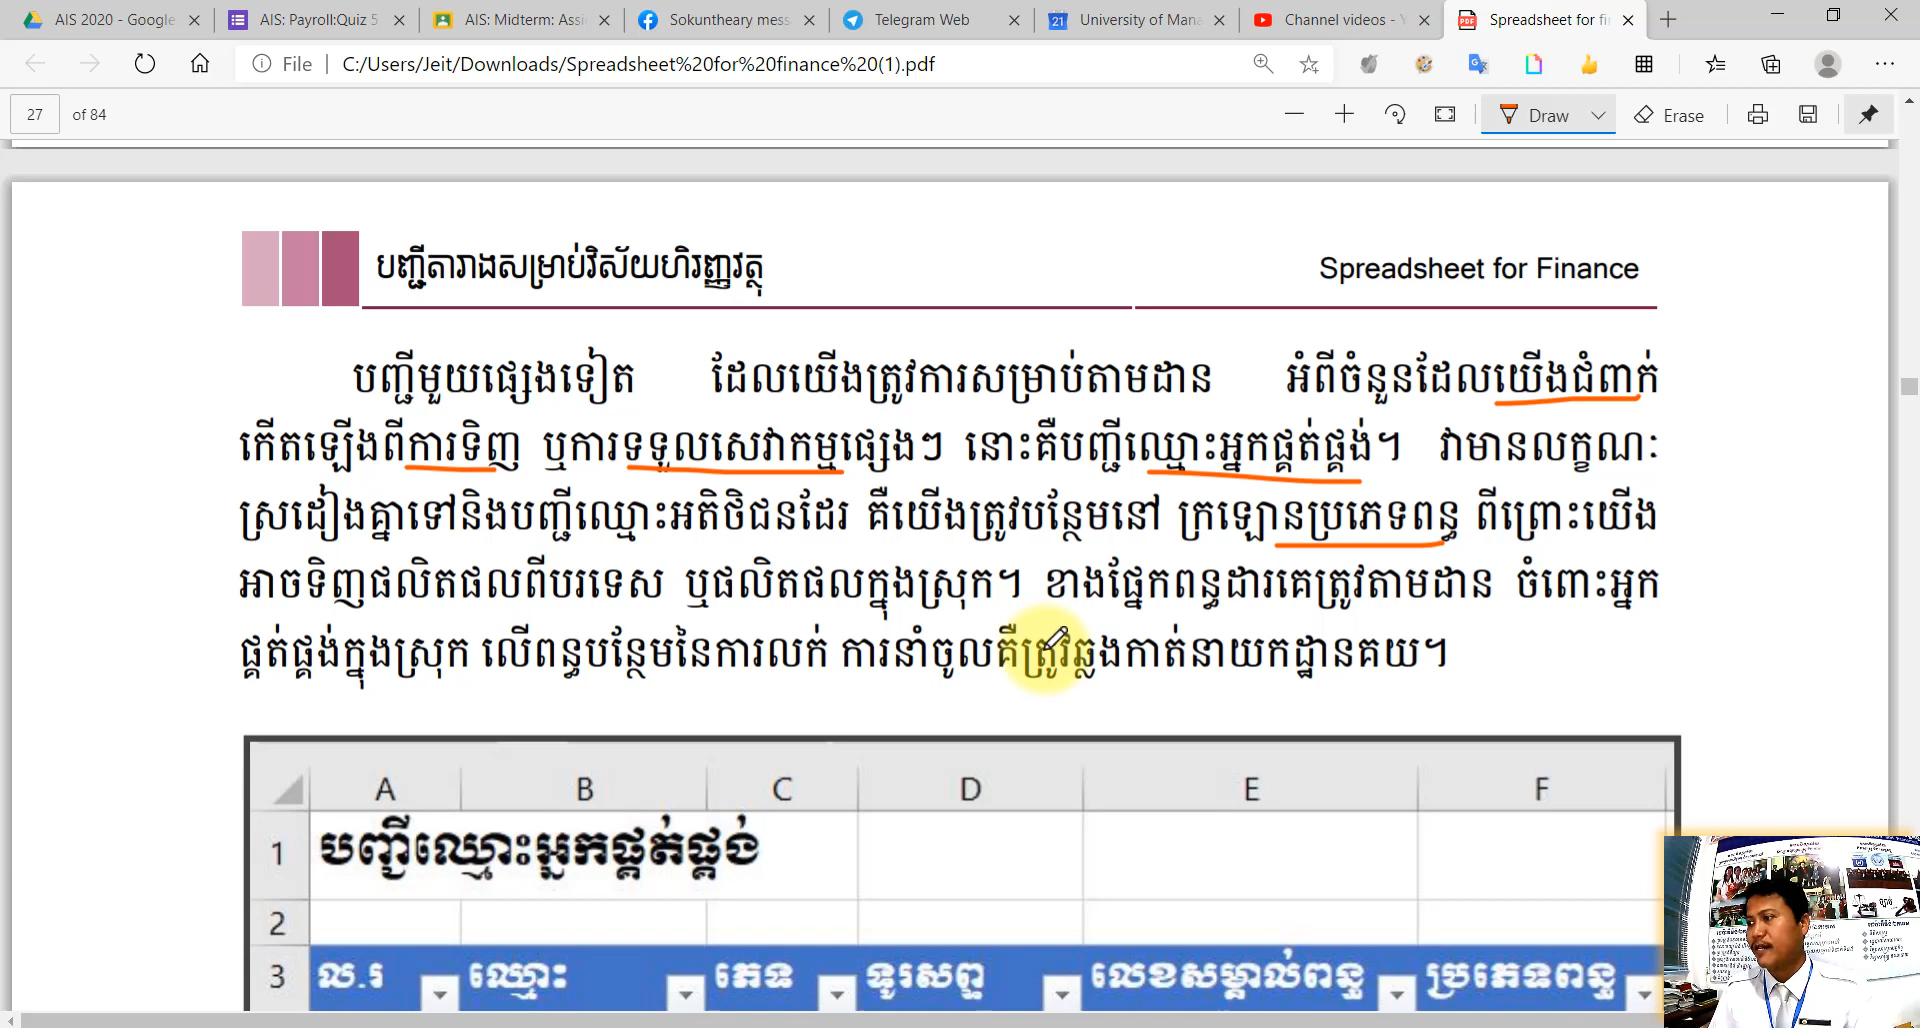 AIS 2020 - Google
AIS: Payroll:Quiz 5
AIS: Midterm: Assi
Sokuntheary mess
Telegram Web
21
University of Mana
Channel videos - Y
PDF
Spreadsheet for fi
File
C:/Users/Jeit/Downloads/Spreadsheet%20for%20finance%20(1).pdf
27 of 84
Draw
Erase
បញ្ជីតារាងសម្រាប់វិស័យហិរញ្ញវត្ថុ
Spreadsheet for Finance
បញ្ជីមួយផ្សេងទៀត ដែលយើងត្រូវការសម្រាប់តាមដាន អំពីចំនួនដែលយើងជំពាក់
កើតឡើងពីការទិញ ឬការទទួលសេវាកម្មផ្សេងៗ នោះគឺបញ្ជីឈ្មោះអ្នកផ្គត់ផ្គង់។ វាមានលក្ខណៈ
ស្រដៀងគ្នាទៅនិងបញ្ជីឈ្មោះអតិថិជនដែរ គឺយើងត្រូវបន្ថែមនៅ ក្រឡោនប្រភេទពន្ធ ពីព្រោះយើង
អាចទិញផលិតផលពីបរទេស ឬផលិតផលក្នុងស្រុក។ ខាងផ្នែកពន្ធដារគេត្រូវតាមដាន ចំពោះអ្នក
ផ្គត់ផ្គង់ក្នុងស្រុក លើពន្ធបន្ថែមនៃការលក់ ការនាំចូលគឺត្រូវឆ្លងកាត់នាយកដ្ឋានគយ។
A B C D E F
1 បញ្ជីឈ្មោះអ្នកផ្គត់ផ្គង់
2
3 ល.រ ឈ្មោះ ភេទ ទូរសព្ទ លេខសម្គាល់ពន្ធ ប្រភេទពន្ធ